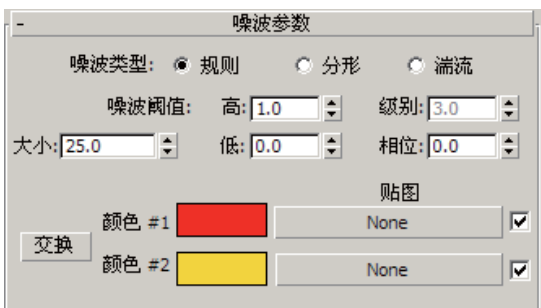 - 噪波参数
噪波类型: 规则 分形 湍流
噪波阈值: 高: 1.0 级别: 3.0
大小: 25.0 低: 0.0 相位: 0.0
贴图
颜色 #1 None
交换
颜色 #2 None